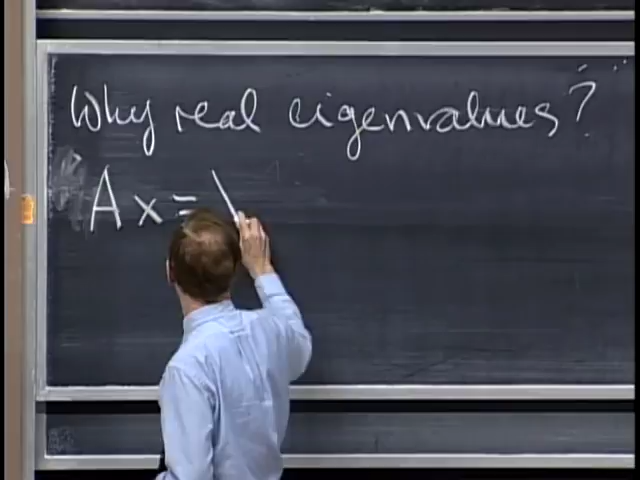 Why real eigenvalues?
Ax = \